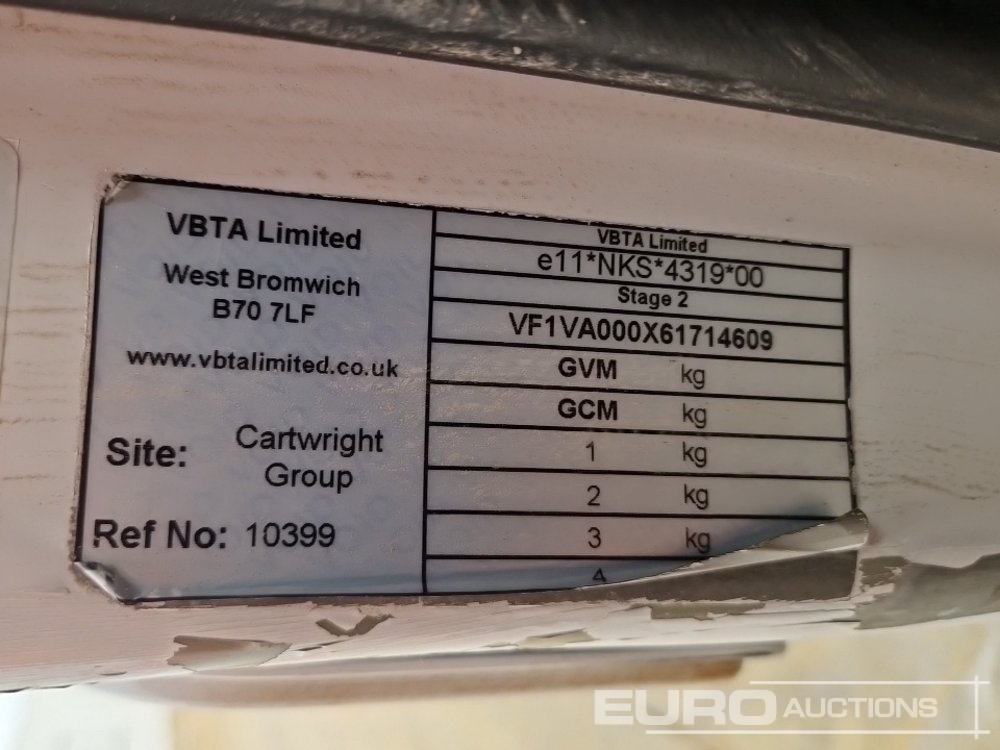 VBTA Limited
West Bromwich
B70 7LF
www.vbtalimited.co.uk
Site: Cartwright
Group
Ref No: 10399
VBTA Limited
e11*NKS*4319*00
Stage 2
VF1VA000X61714609
GVM kg
GCM kg
1 kg
2 kg
3 kg
4
EURO AUCTIONS